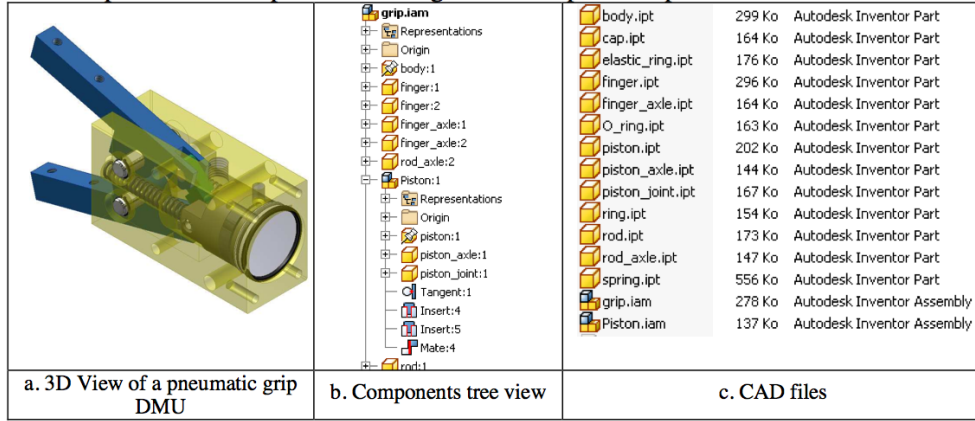 grip.iam
Representations
Origin
body:1
finger:1
finger:2
finger_axle:1
finger_axle:2
rod_axle:2
Piston:1
Representations
Origin
piston:1
piston_axle:1
piston_joint:1
Tangent:1
Insert:4
Insert:5
Mate:4
rod:1
body.ipt 299 Ko Autodesk Inventor Part
cap.ipt 164 Ko Autodesk Inventor Part
elastic_ring.ipt 176 Ko Autodesk Inventor Part
finger.ipt 296 Ko Autodesk Inventor Part
finger_axle.ipt 164 Ko Autodesk Inventor Part
O_ring.ipt 163 Ko Autodesk Inventor Part
piston.ipt 202 Ko Autodesk Inventor Part
piston_axle.ipt 144 Ko Autodesk Inventor Part
piston_joint.ipt 167 Ko Autodesk Inventor Part
ring.ipt 154 Ko Autodesk Inventor Part
rod.ipt 173 Ko Autodesk Inventor Part
rod_axle.ipt 147 Ko Autodesk Inventor Part
spring.ipt 556 Ko Autodesk Inventor Part
grip.iam 278 Ko Autodesk Inventor Assembly
Piston.iam 137 Ko Autodesk Inventor Assembly
a. 3D View of a pneumatic grip
DMU
b. Components tree view
c. CAD files